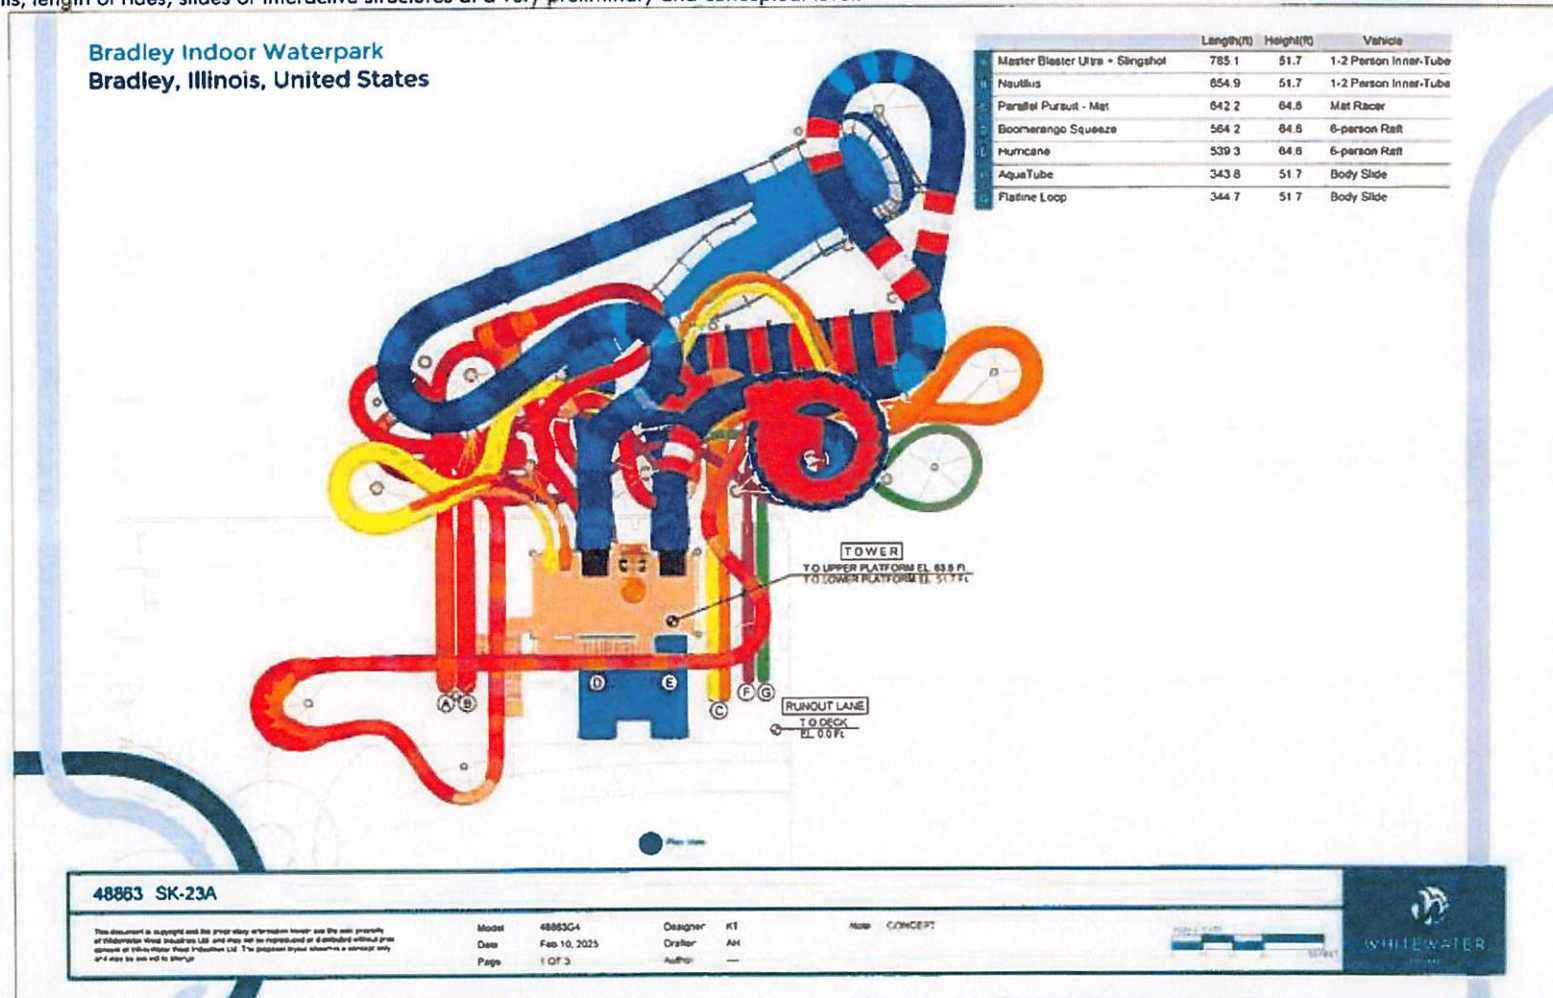 Bradley Indoor Waterpark
Bradley, Illinois, United States
Length(ft) Height(ft) Vehicle
Master Blaster Ultra + Slingshot 785.1 51.7 1-2 Person Inner-Tube
Nautilus 654.9 51.7 1-2 Person Inner-Tube
Parallel Pursuit - Mat 642 2 64.6 Mat Racer
Boomerango Squeeze 564 2 64.6 6-person Raft
Hurricane 539 3 64.6 6-person Raft
AquaTube 343 8 51.7 Body Slide
Flatline Loop 344 7 51 7 Body Slide
TOWER
TO UPPER PLATFORM EL. 63.6 Ft.
TO LOWER PLATFORM EL. 51.7 Ft.
D E
A B
F G
C
RUNOUT LANE
TO DECK
EL. 0.0 Ft.
Plan View
48863 SK-23A
Model 48863G4
Date Feb 10, 2025
Page 1 OF 3
Designer KT
Drafter AH
Author —
Note CONCEPT
WHITEWATER